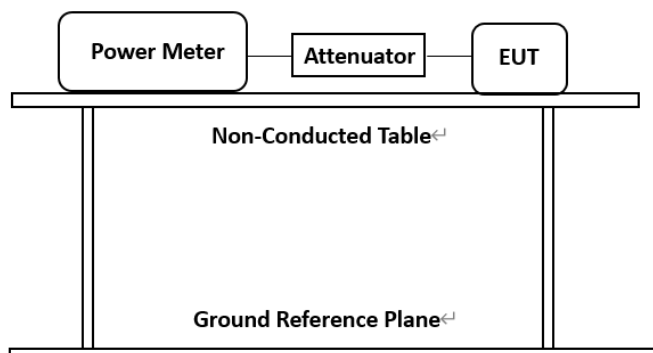 Power Meter
Attenuator
EUT
Non-Conducted Table↵
Ground Reference Plane↵